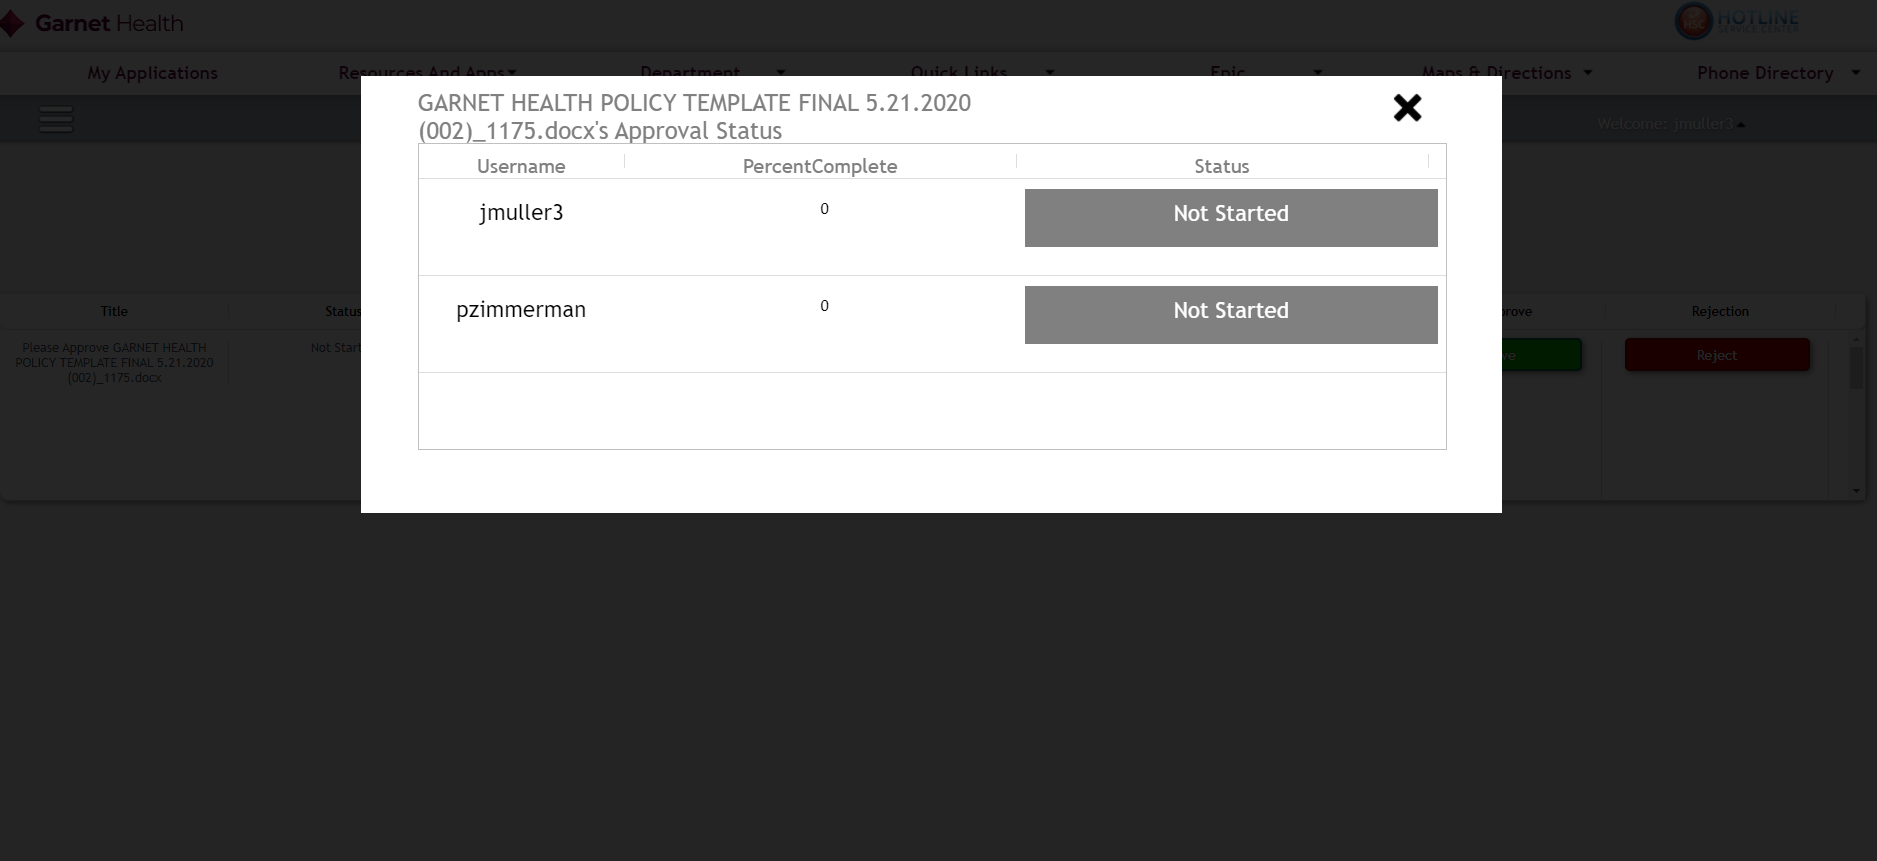 Garnet Health
HSC HOTLINE
SERVICE CENTER
My Applications Resources And Apps Department Quick Links Epic Maps & Directions Phone Directory
Welcome: jmuller3
GARNET HEALTH POLICY TEMPLATE FINAL 5.21.2020
(002)_1175.docx's Approval Status
Username PercentComplete Status
jmuller3 0 Not Started
pzimmerman 0 Not Started
Title Status prove Rejection
Please Approve GARNET HEALTH Not Start ve Reject
POLICY TEMPLATE FINAL 5.21.2020
(002)_1175.docx